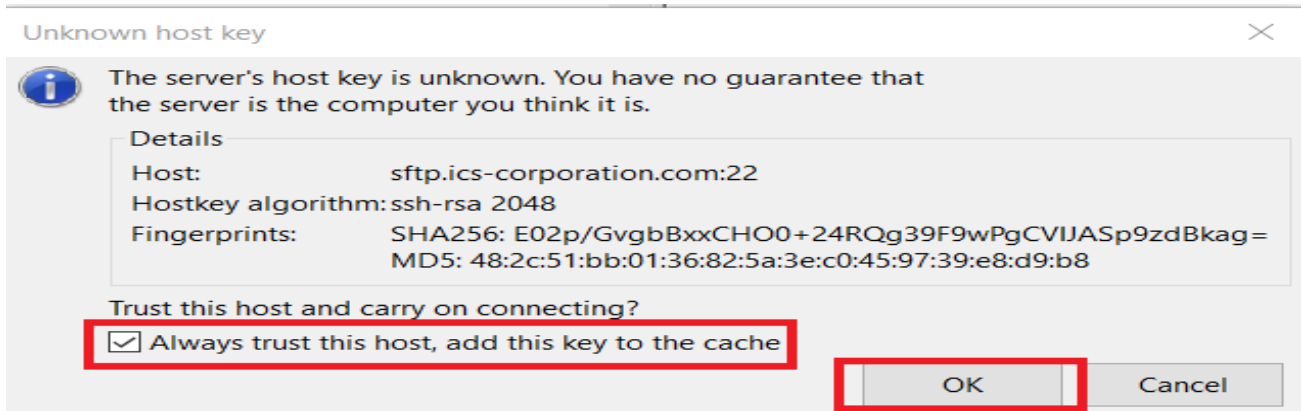 Unknown host key
The server's host key is unknown. You have no guarantee that
the server is the computer you think it is.
Details
Host: sftp.ics-corporation.com:22
Hostkey algorithm: ssh-rsa 2048
Fingerprints: SHA256: E02p/GvgbBxxCHO0+24RQg39F9wPgCVIJASp9zdBkag=
MD5: 48:2c:51:bb:01:36:82:5a:3e:c0:45:97:39:e8:d9:b8
Trust this host and carry on connecting?
Always trust this host, add this key to the cache
OK Cancel